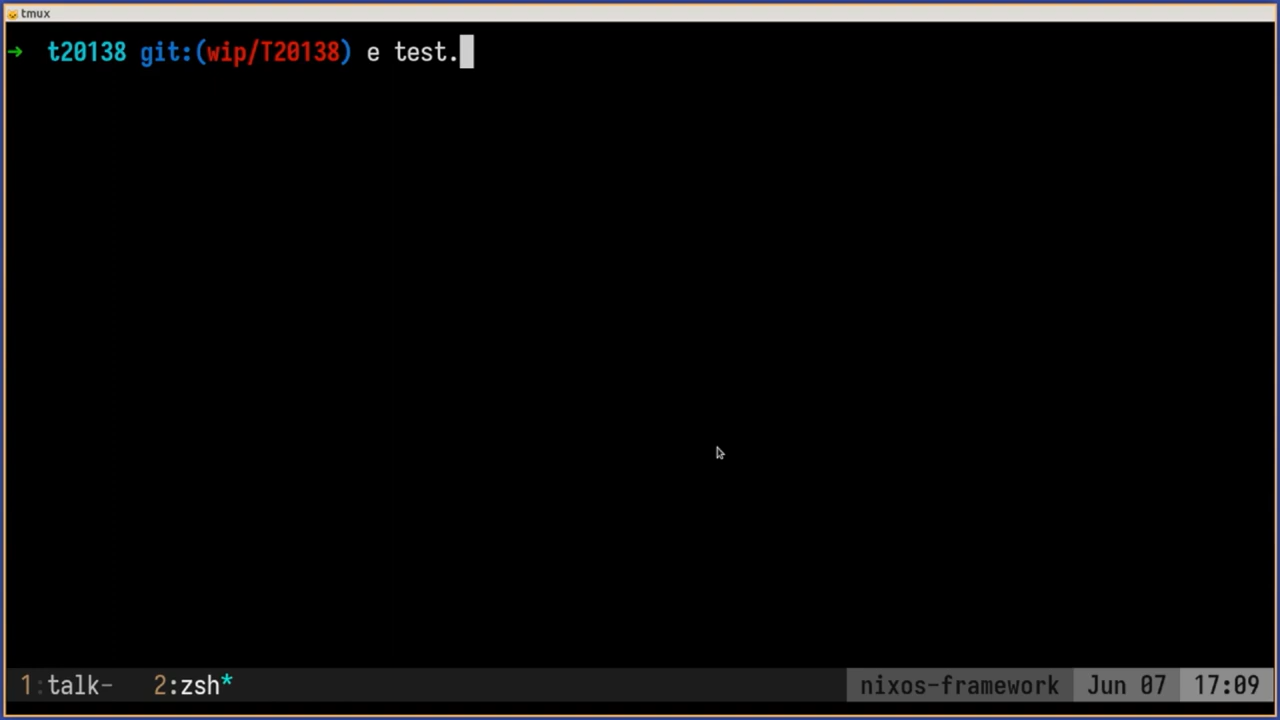 tmux
→ t20138 git:(wip/T20138) e test.
1:talk- 2:zsh* nixos-framework Jun 07 17:09